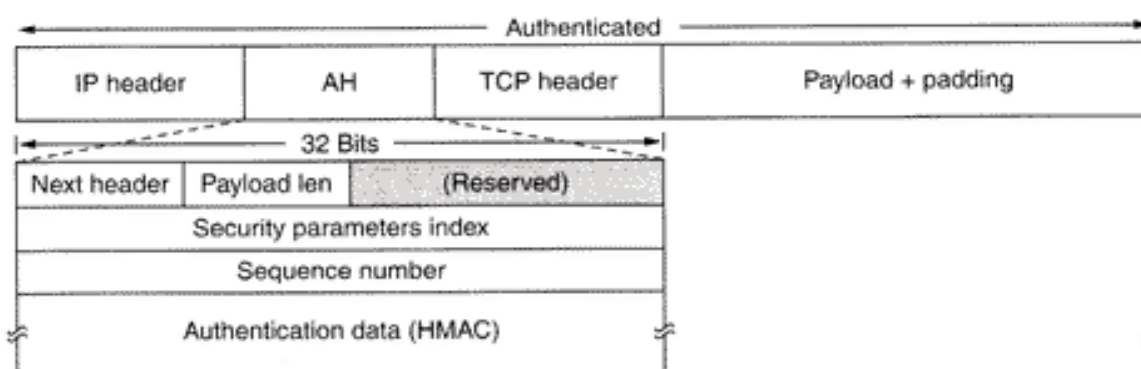 Authenticated
IP header AH TCP header Payload + padding
32 Bits
Next header Payload len (Reserved)
Security parameters index
Sequence number
Authentication data (HMAC)